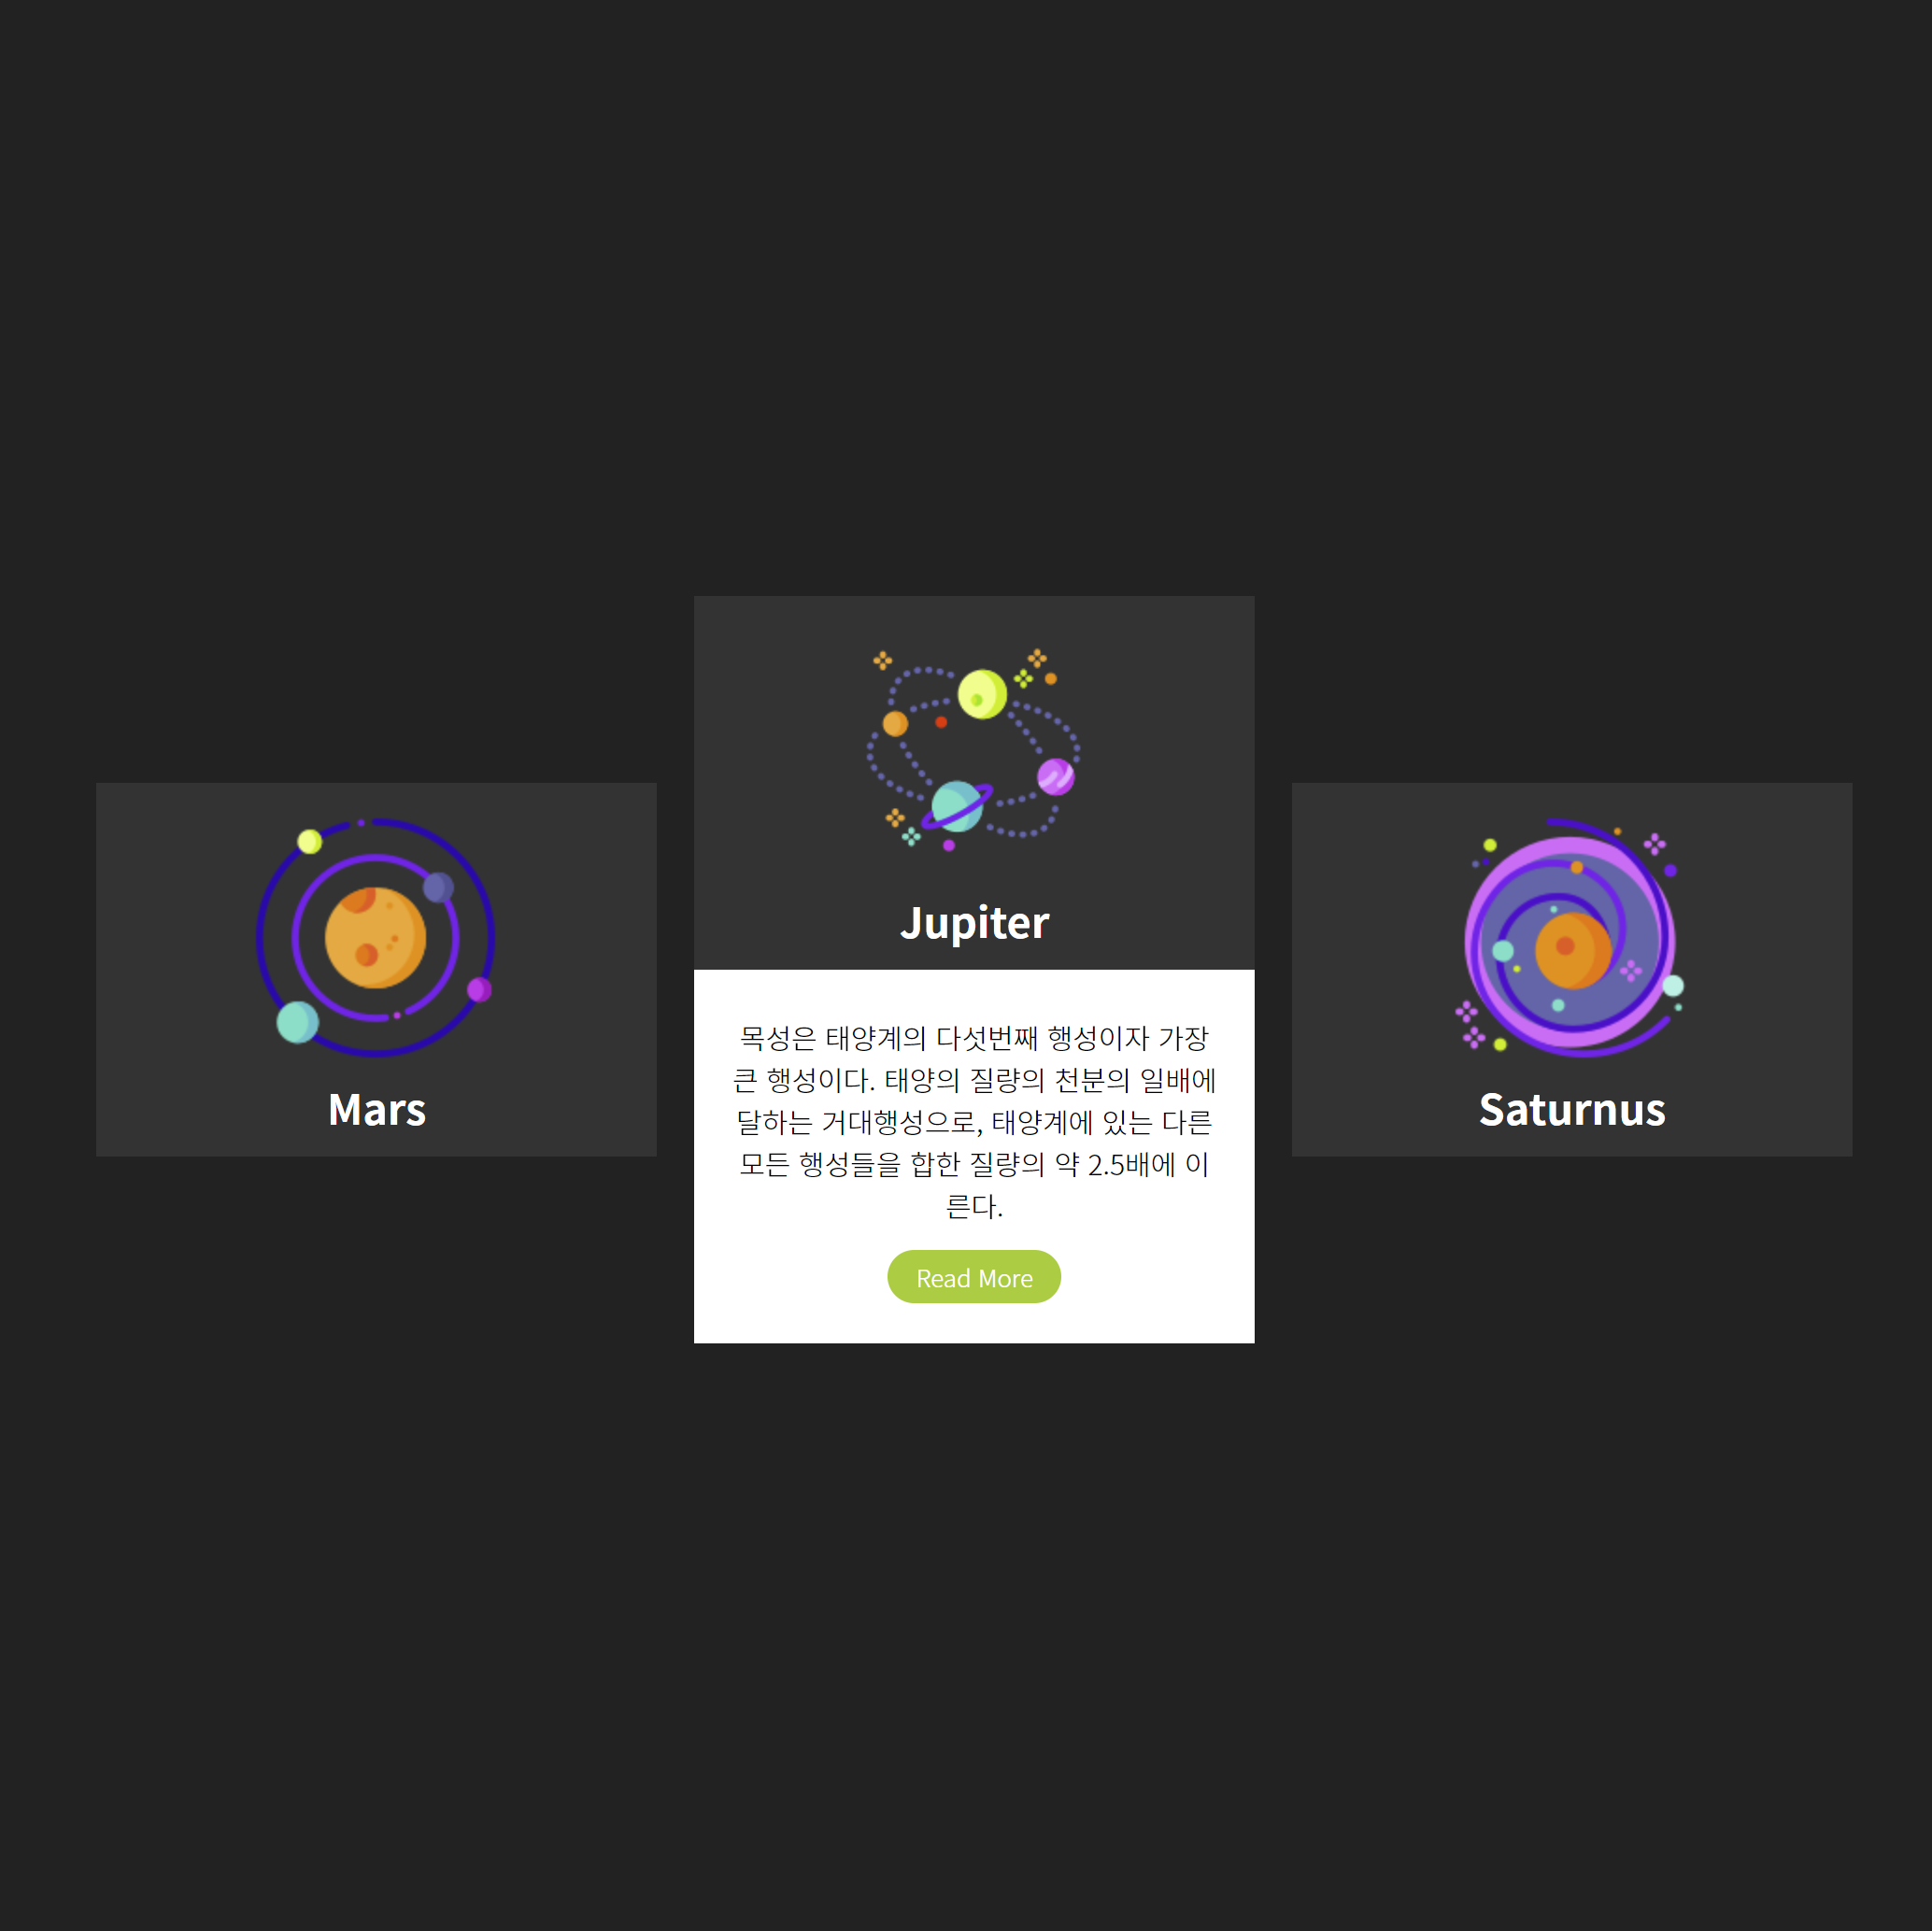 Mars
Jupiter
목성은 태양계의 다섯번째 행성이자 가장
큰 행성이다. 태양의 질량의 천분의 일배에
달하는 거대행성으로, 태양계에 있는 다른
모든 행성들을 합한 질량의 약 2.5배에 이
른다.
Read More
Saturnus